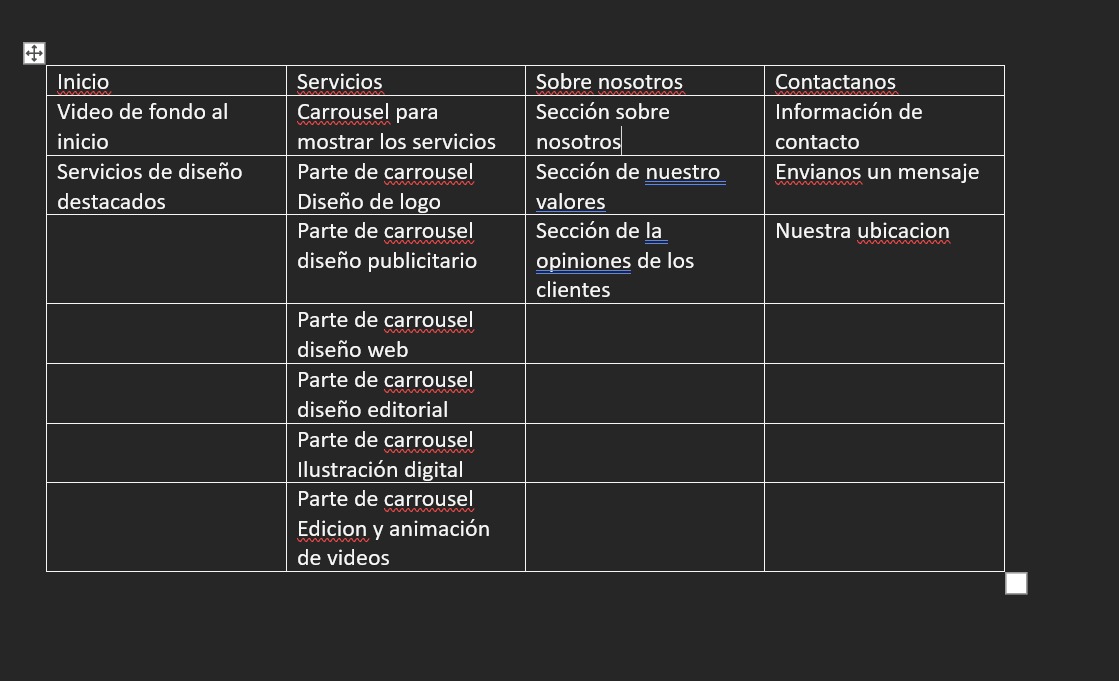 Inicio
Servicios
Sobre nosotros
Contactanos
Video de fondo al
inicio
Carrousel para
mostrar los servicios
Sección sobre
nosotros
Información de
contacto
Servicios de diseño
destacados
Parte de carrousel
Diseño de logo
Sección de nuestro
valores
Envianos un mensaje
Parte de carrousel
diseño publicitario
Sección de la
opiniones de los
clientes
Nuestra ubicacion
Parte de carrousel
diseño web
Parte de carrousel
diseño editorial
Parte de carrousel
Ilustración digital
Parte de carrousel
Edicion y animación
de videos